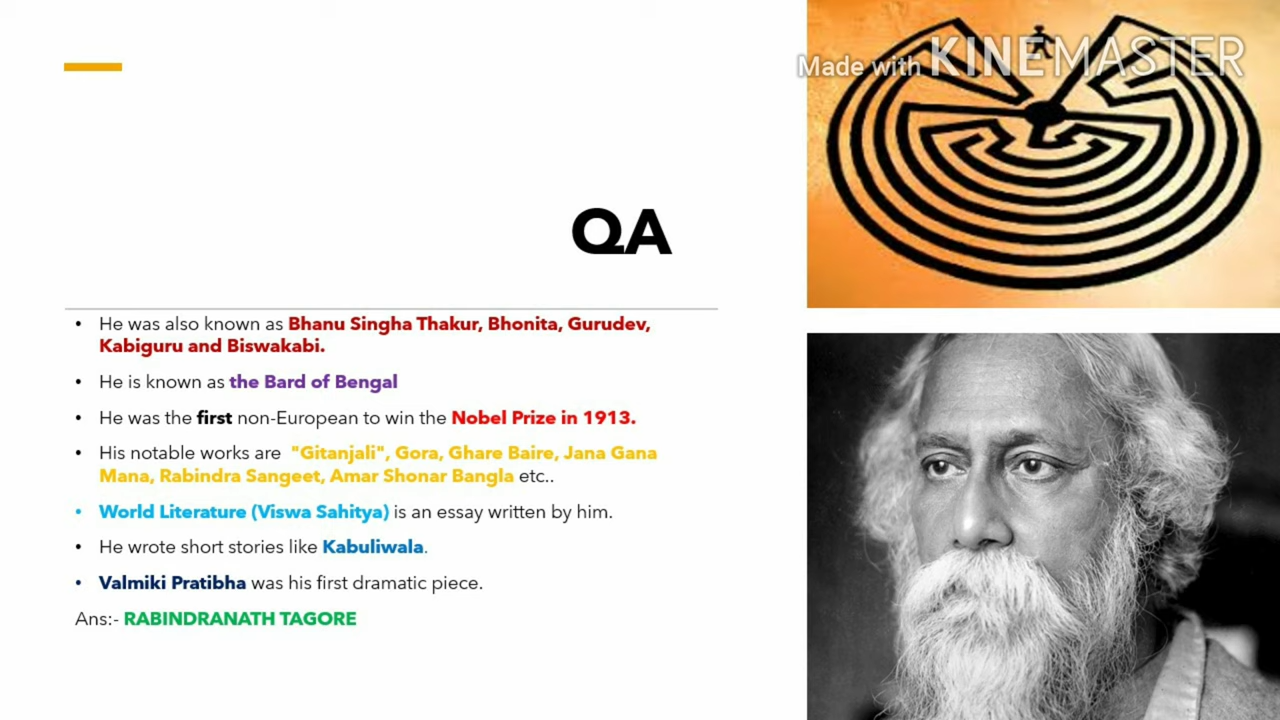 Made with KINEMASTER
QA
• He was also known as Bhanu Singha Thakur, Bhonita, Gurudev,
Kabiguru and Biswakabi.
• He is known as the Bard of Bengal
• He was the first non-European to win the Nobel Prize in 1913.
• His notable works are "Gitanjali", Gora, Ghare Baire, Jana Gana
Mana, Rabindra Sangeet, Amar Shonar Bangla etc..
• World Literature (Viswa Sahitya) is an essay written by him.
• He wrote short stories like Kabuliwala.
• Valmiki Pratibha was his first dramatic piece.
Ans:- RABINDRANATH TAGORE